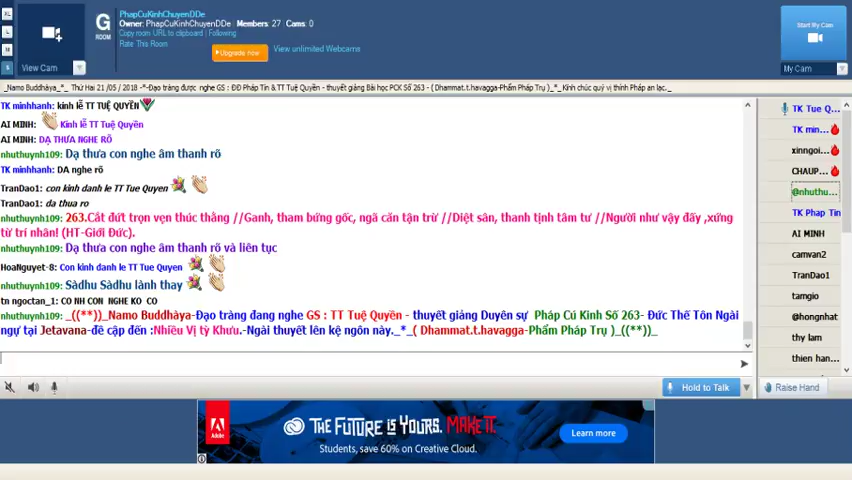 PhapCuKinhChuyenDDe
Owner: PhapCuKinhChuyenDDe Members: 27 Cams: 0
Copy room URL to clipboard | Following
Rate This Room
Upgrade now
View unlimited Webcams
G
ROOM
XL
L
M
S
View Cam
Start My Cam
My Cam
_Namo Buddhàya_*_ Thứ Hai 21 /05 / 2018 -*-Đạo tràng được nghe GS : ĐĐ Pháp Tin & TT Tuệ Quyền - thuyết giảng Bài học PCK Số 263 - ( Dhammat.t.havagga-Phẩm Pháp Trụ )_*_Kính chúc quý vị thính Pháp an lạc._
TK minhhanh: kính lễ TT TUỆ QUYỀN
AI MINH: Kính lễ TT Tuệ Quyền
AI MINH: DẠ THƯA NGHE RÕ
nhuthuynh109: Dạ thưa con nghe âm thanh rõ
TK minhhanh: DA nghe rõ
TranDao1: con kinh danh le TT Tue Quyen
TranDao1: da thua ro
nhuthuynh109: 263.Cắt đứt trọn vẹn thúc thằng //Ganh, tham bứng gốc, ngã căn tận trừ //Diệt sân, thanh tịnh tâm tư //Người như vậy đấy ,xứng
từ trí nhân! (HT-Giới Đức).
nhuthuynh109: Dạ thưa con nghe âm thanh rõ và liên tục
HoaNguyet-8: Con kinh danh le TT Tue Quyen
nhuthuynh109: Sàdhu Sàdhu lành thay
tn ngoctan_1: CO NH CON NGHE KO CO
nhuthuynh109: _((**))_Namo Buddhàya-Đạo tràng đang nghe GS : TT Tuệ Quyền - thuyết giảng Duyên sự Pháp Cú Kinh Số 263- Đức Thế Tôn Ngài
ngự tại Jetavana-đề cập đến :Nhiều Vị tỳ Khưu.-Ngài thuyết lên kệ ngôn này._*_( Dhammat.t.havagga-Phẩm Pháp Trụ )_((**))_
TK Tue Q...
TK min...
xinngoi...
CHAUP...
@nhuthu...
TK Phap Tin
AI MINH
camvan2
TranDao1
tamgio
@hongnhat
thy lam
thien han...
Hold to Talk
Raise Hand
Adobe
THE FUTURE IS YOURS. MAKE IT.
Students, save 60% on Creative Cloud.
Learn more